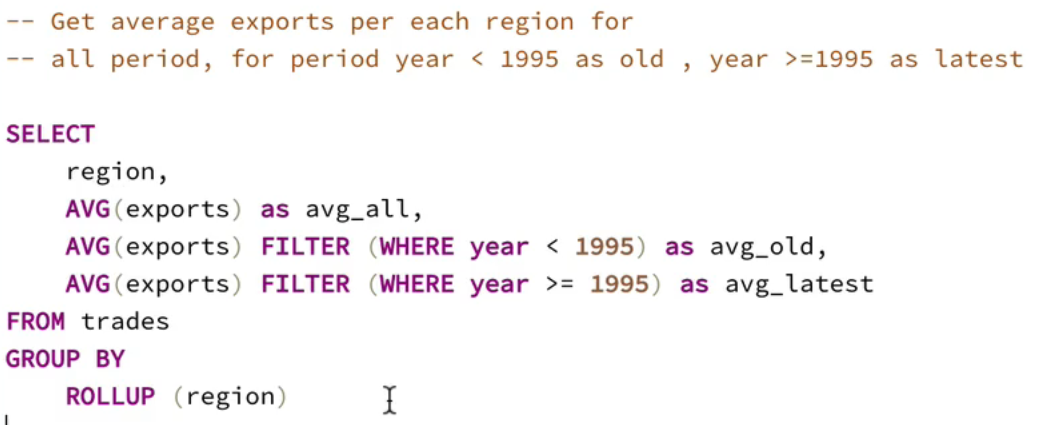 -- Get average exports per each region for
-- all period, for period year < 1995 as old , year >=1995 as latest
SELECT
region,
AVG(exports) as avg_all,
AVG(exports) FILTER (WHERE year < 1995) as avg_old,
AVG(exports) FILTER (WHERE year >= 1995) as avg_latest
FROM trades
GROUP BY
ROLLUP (region)